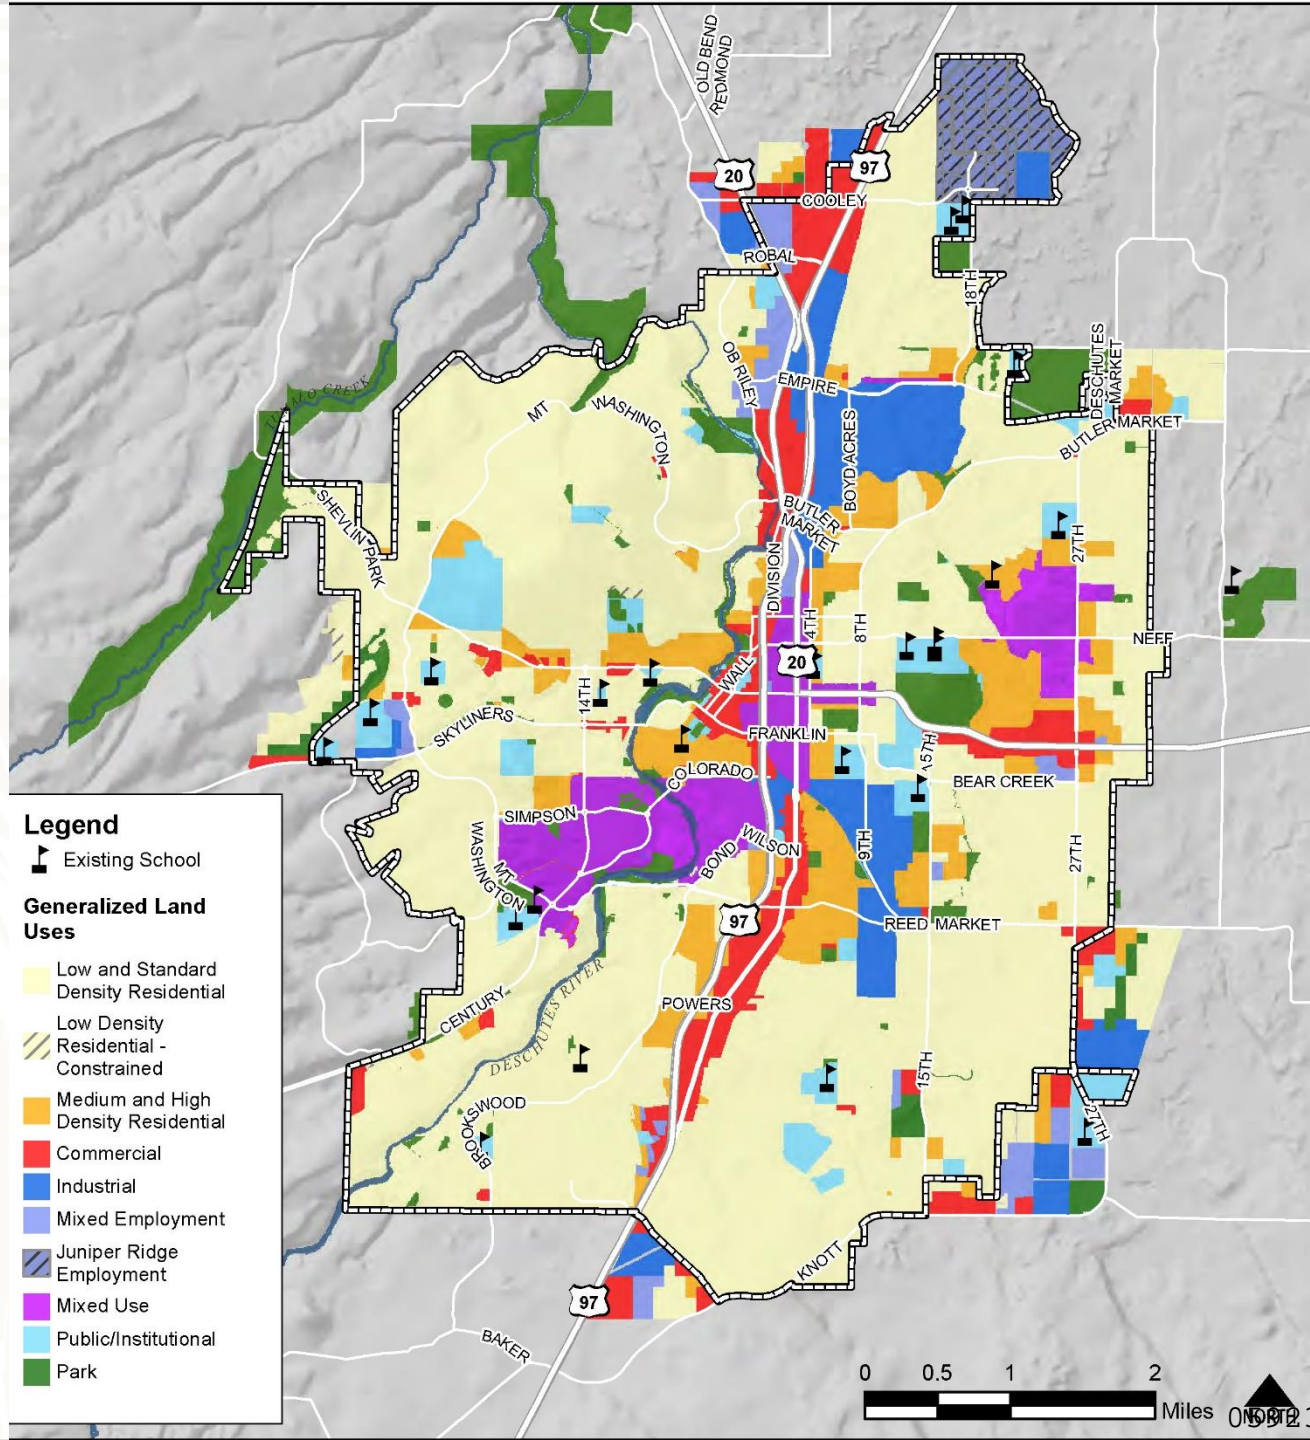 OLD BEND
REDMOND
20
97
COOLEY
ROBAL
18TH
OB RILEY
EMPIRE
DESCHUTES
MARKET
BUTLER MARKET
MT
WASHINGTON
BOYD ACRES
SHEVLIN PARK
BUTLER
MARKET
27TH
DIVISION
4TH
8TH
NEFF
20
WALL
14TH
SKYLINERS
FRANKLIN
15TH
COLORADO
BEAR CREEK
SIMPSON
WASHINGTON
MT
BOND
WILSON
9TH
27TH
97
REED MARKET
CENTURY
DESCHUTES RIVER
POWERS
15TH
BROOKSWOOD
27TH
KNOTT
97
BAKER
Legend
Existing School
Generalized Land
Uses
Low and Standard
Density Residential
Low Density
Residential -
Constrained
Medium and High
Density Residential
Commercial
Industrial
Mixed Employment
Juniper Ridge
Employment
Mixed Use
Public/Institutional
Park
0 0.5 1 2
Miles